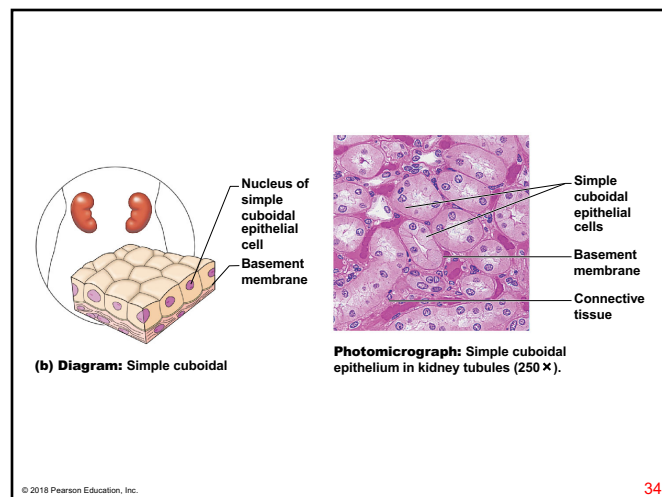 Nucleus of
simple
cuboidal
epithelial
cell
Basement
membrane
(b) Diagram: Simple cuboidal
Simple
cuboidal
epithelial
cells
Basement
membrane
Connective
tissue
Photomicrograph: Simple cuboidal
epithelium in kidney tubules (250×).
© 2018 Pearson Education, Inc.
34